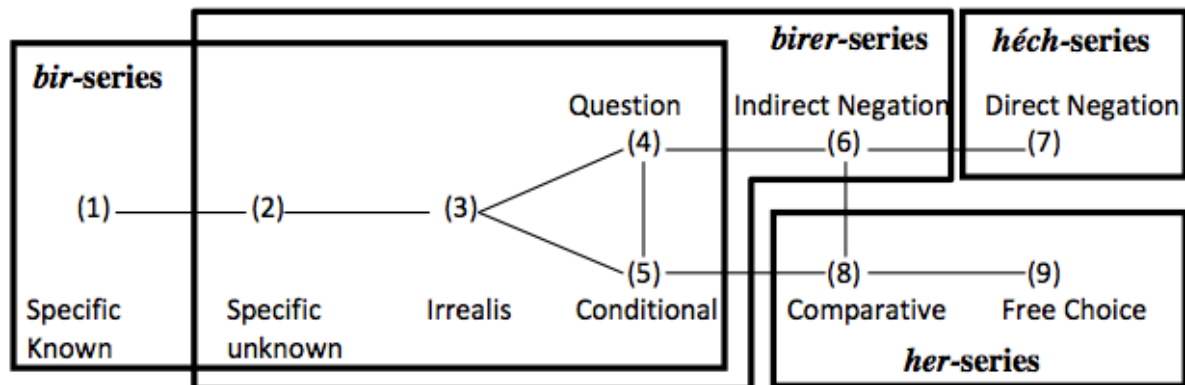 birer-series héch-series
bir-series
Question Indirect Negation Direct Negation
(4) (6) (7)
(1) (2) (3)
(5) (8) (9)
Specific Specific Irrealis Conditional Comparative Free Choice
Known unknown
her-series